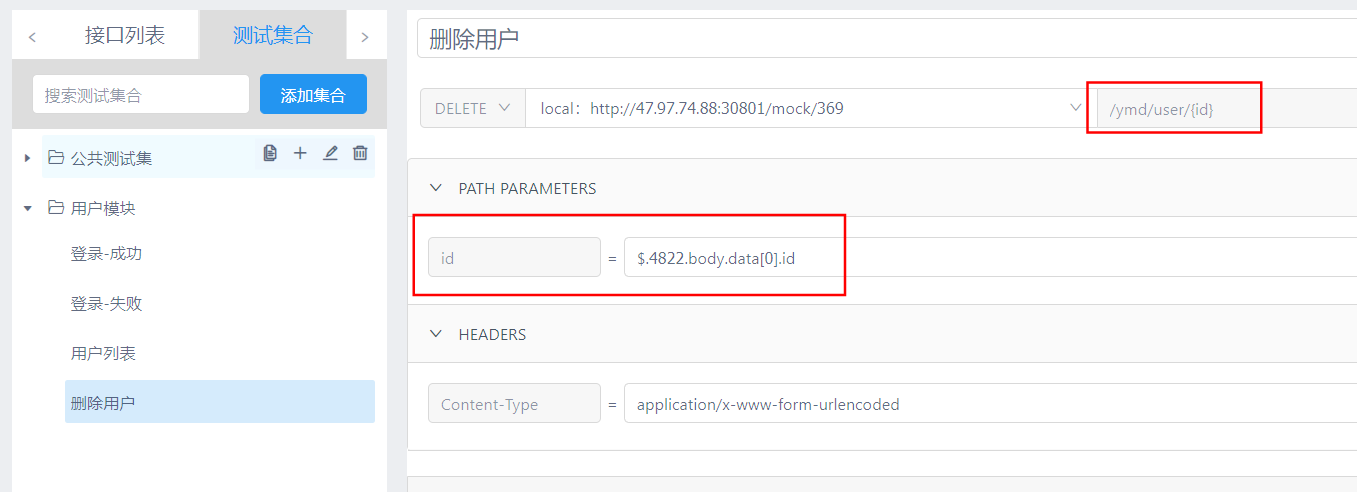 接口列表
测试集合
搜索测试集合
添加集合
公共测试集
用户模块
登录-成功
登录-失败
用户列表
删除用户
删除用户
DELETE
local：http://47.97.74.88:30801/mock/369
/ymd/user/{id}
PATH PARAMETERS
id
=
$.4822.body.data[0].id
HEADERS
Content-Type
=
application/x-www-form-urlencoded